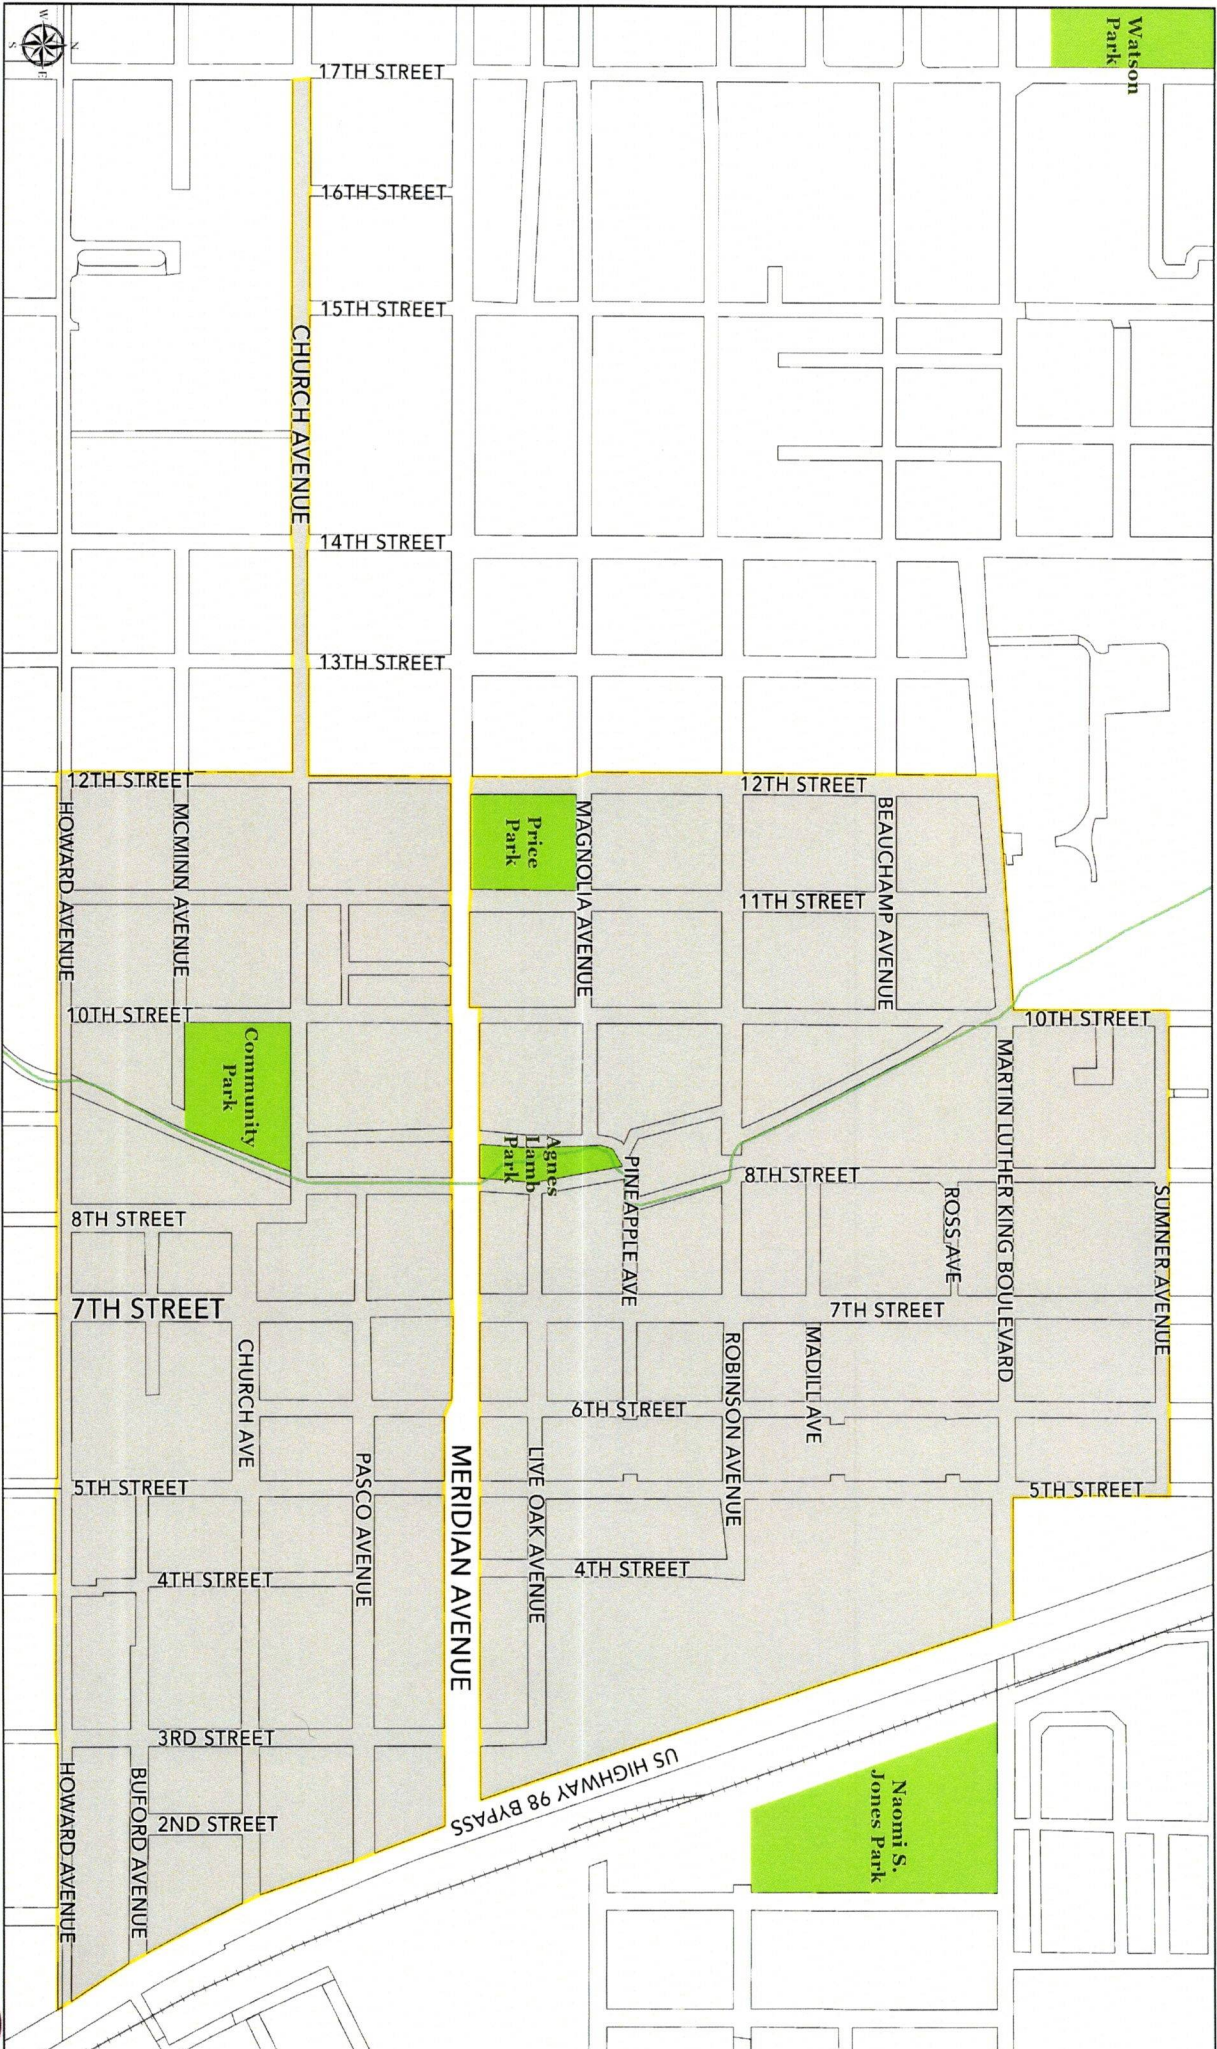 Watson
Park
W
N
S
E
17TH STREET
16TH STREET
15TH STREET
CHURCH AVENUE
14TH STREET
13TH STREET
12TH STREET
12TH STREET
HOWARD AVENUE
MCMINN AVENUE
Price
Park
MAGNOLIA AVENUE
BEAUCHAMP AVENUE
11TH STREET
10TH STREET
10TH STREET
Community
Park
MARTIN LUTHER KING BOULEVARD
Agnes
Lamb
Park
PINEAPPLE AVE
8TH STREET
8TH STREET
ROSS AVE
SUMNER AVENUE
7TH STREET
7TH STREET
CHURCH AVE
ROBINSON AVENUE
MADILL AVE
6TH STREET
PASCO AVENUE
MERIDIAN AVENUE
LIVE OAK AVENUE
5TH STREET
5TH STREET
4TH STREET
4TH STREET
3RD STREET
US HIGHWAY 98 BYPASS
Naomi S.
Jones Park
HOWARD AVENUE
BUFORD AVENUE
2ND STREET